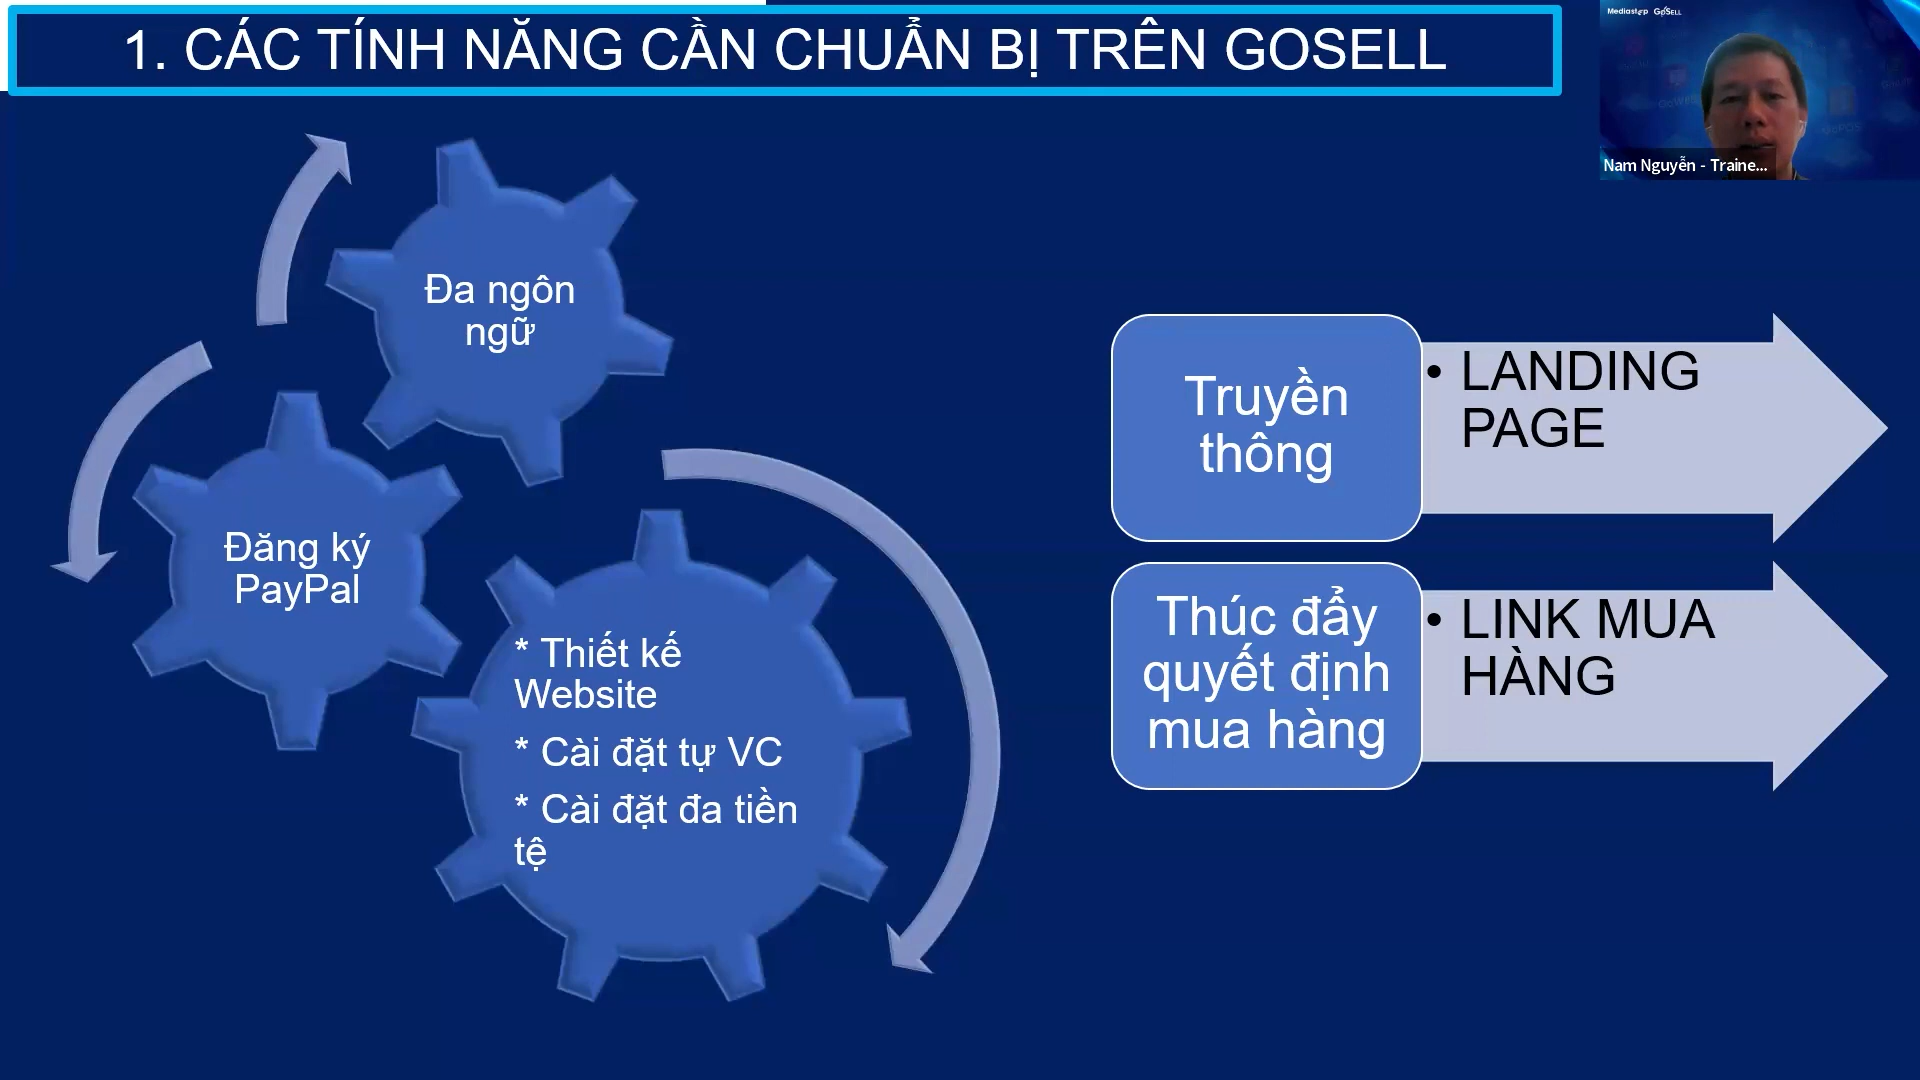 1. CÁC TÍNH NĂNG CẦN CHUẨN BỊ TRÊN GOSELL
Mediastep GoSELL
Nam Nguyễn - Traine...
Đa ngôn
ngữ
Đăng ký
PayPal
* Thiết kế
Website
* Cài đặt tự VC
* Cài đặt đa tiền
tệ
Truyền
thông
• LANDING
PAGE
Thúc đẩy
quyết định
mua hàng
• LINK MUA
HÀNG